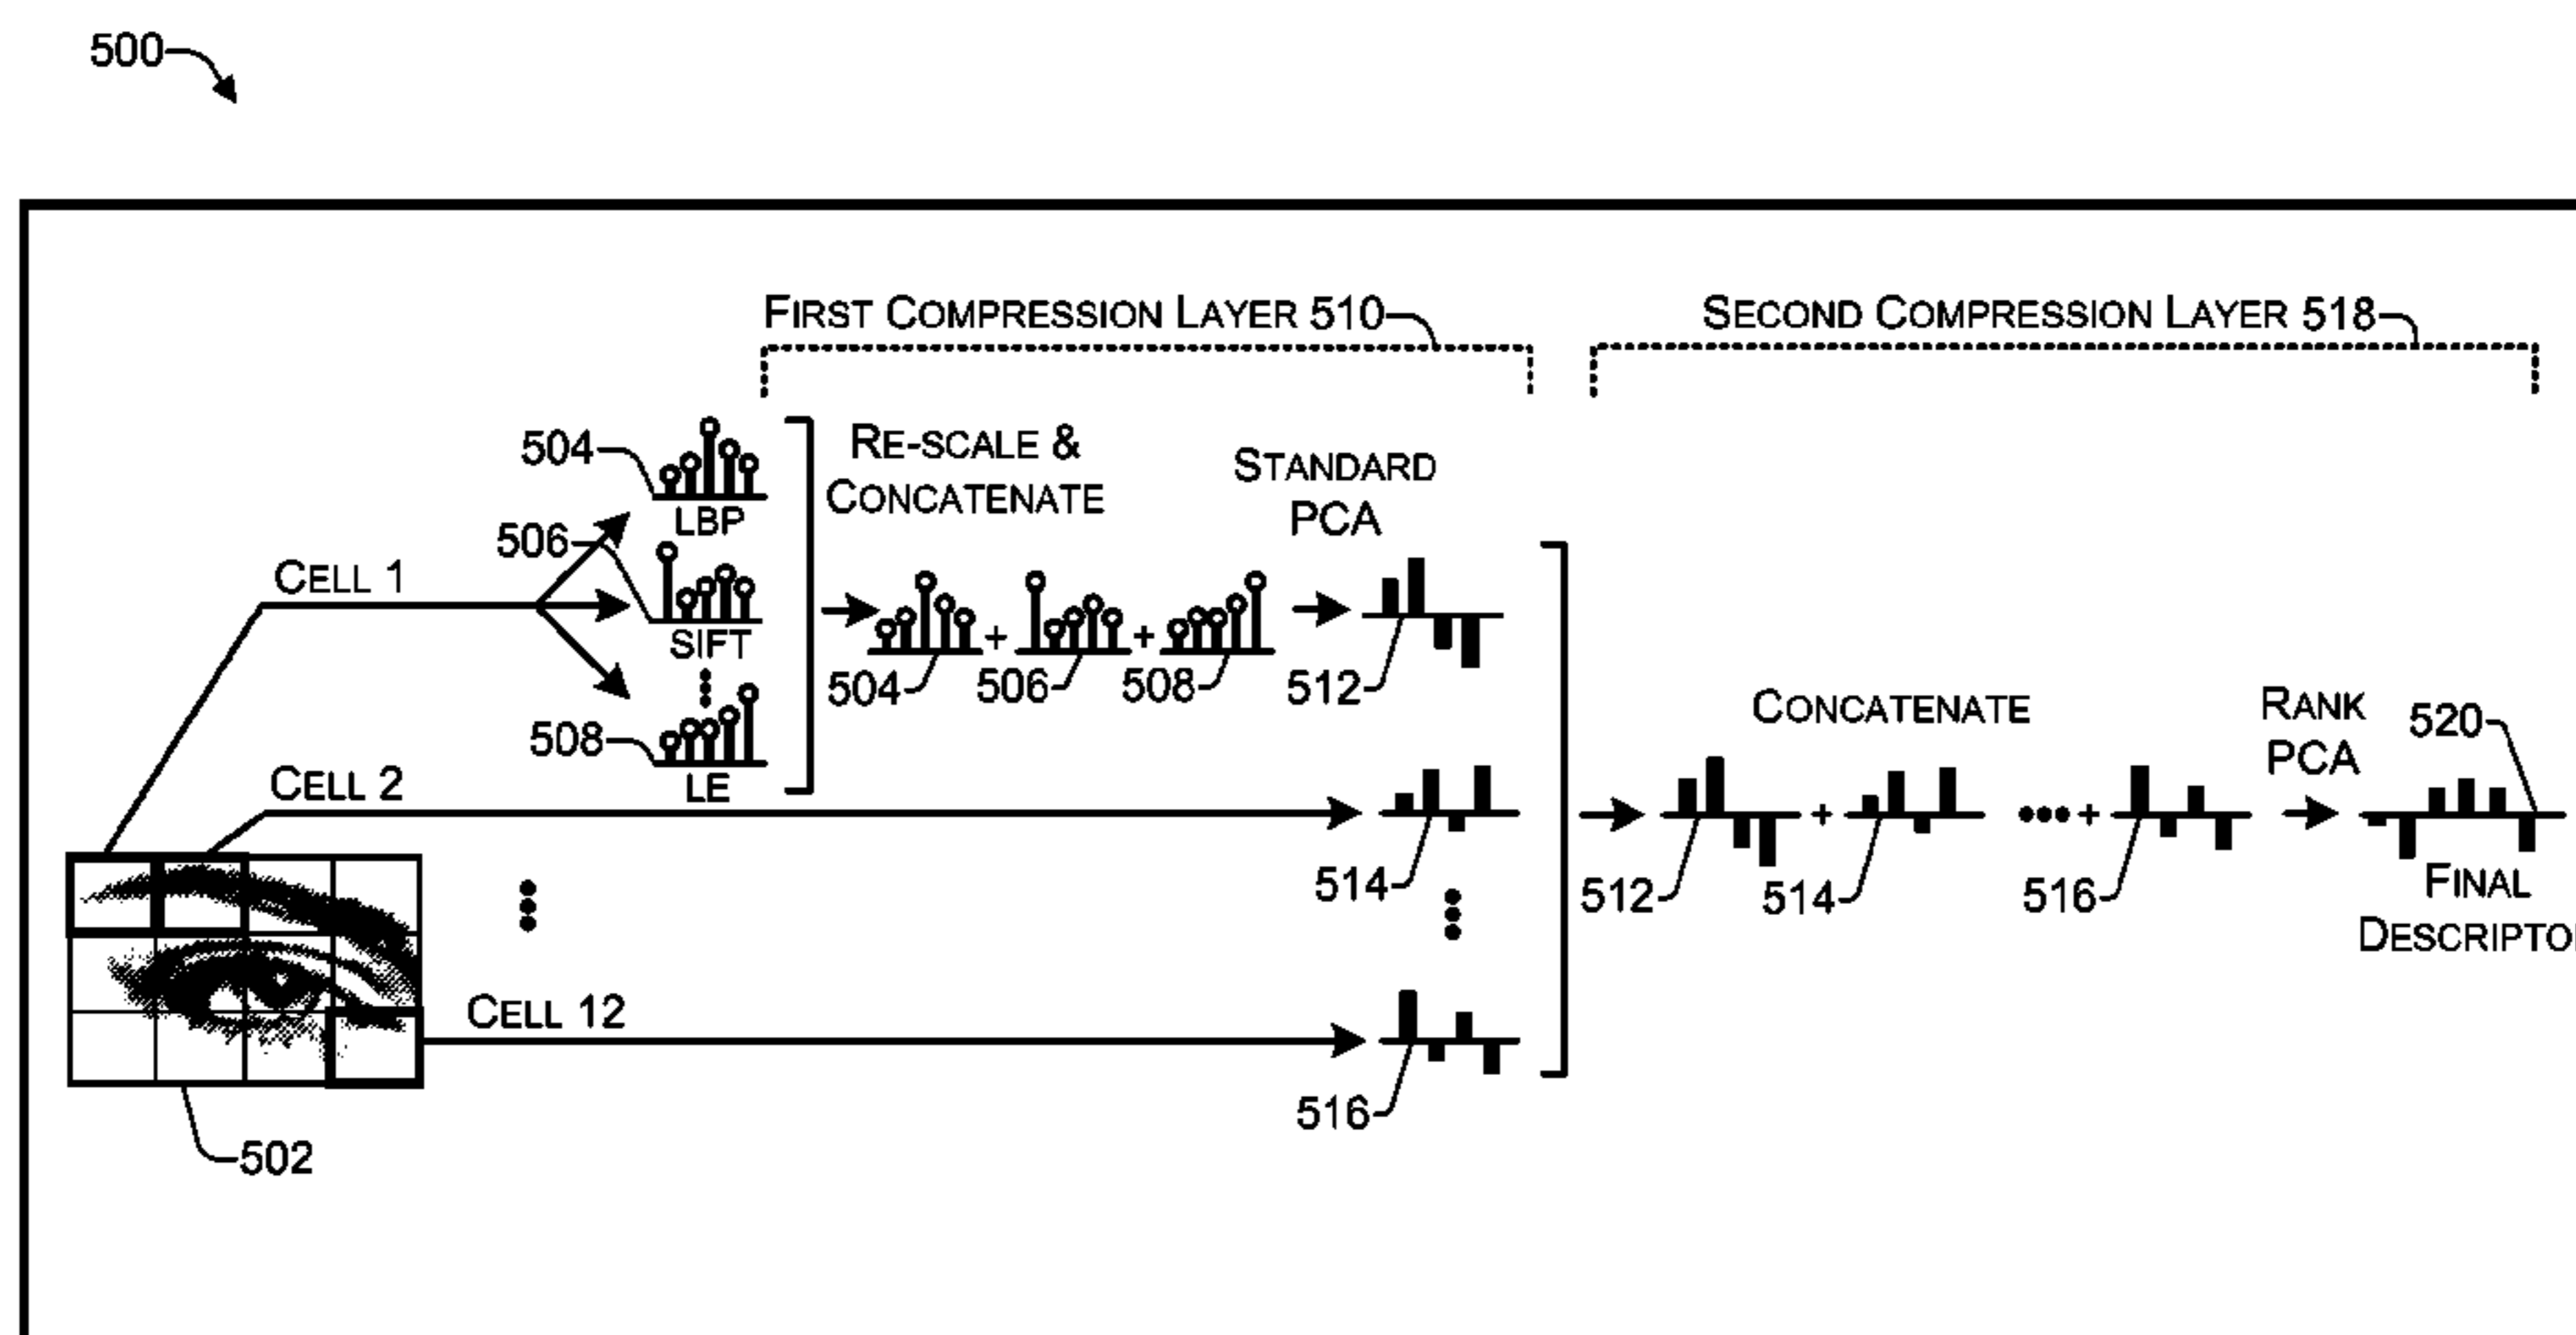 500
FIRST COMPRESSION LAYER 510
SECOND COMPRESSION LAYER 518
504
LBP
RE-SCALE &
CONCATENATE
STANDARD
PCA
506
SIFT
CELL 1
504
+
506
+
508
512
508
LE
CELL 2
514
CONCATENATE
RANK
PCA
520
512
+
514
+
516
FINAL
DESCRIPTO
CELL 12
516
502